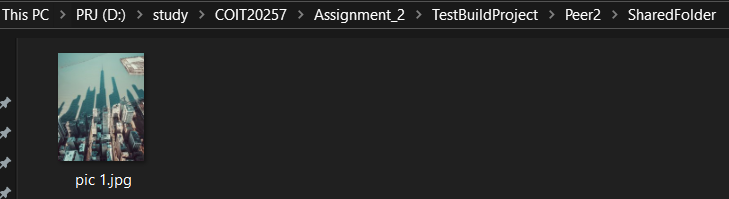 This PC > PRJ (D:) > study > COIT20257 > Assignment_2 > TestBuildProject > Peer2 > SharedFolder
pic 1.jpg